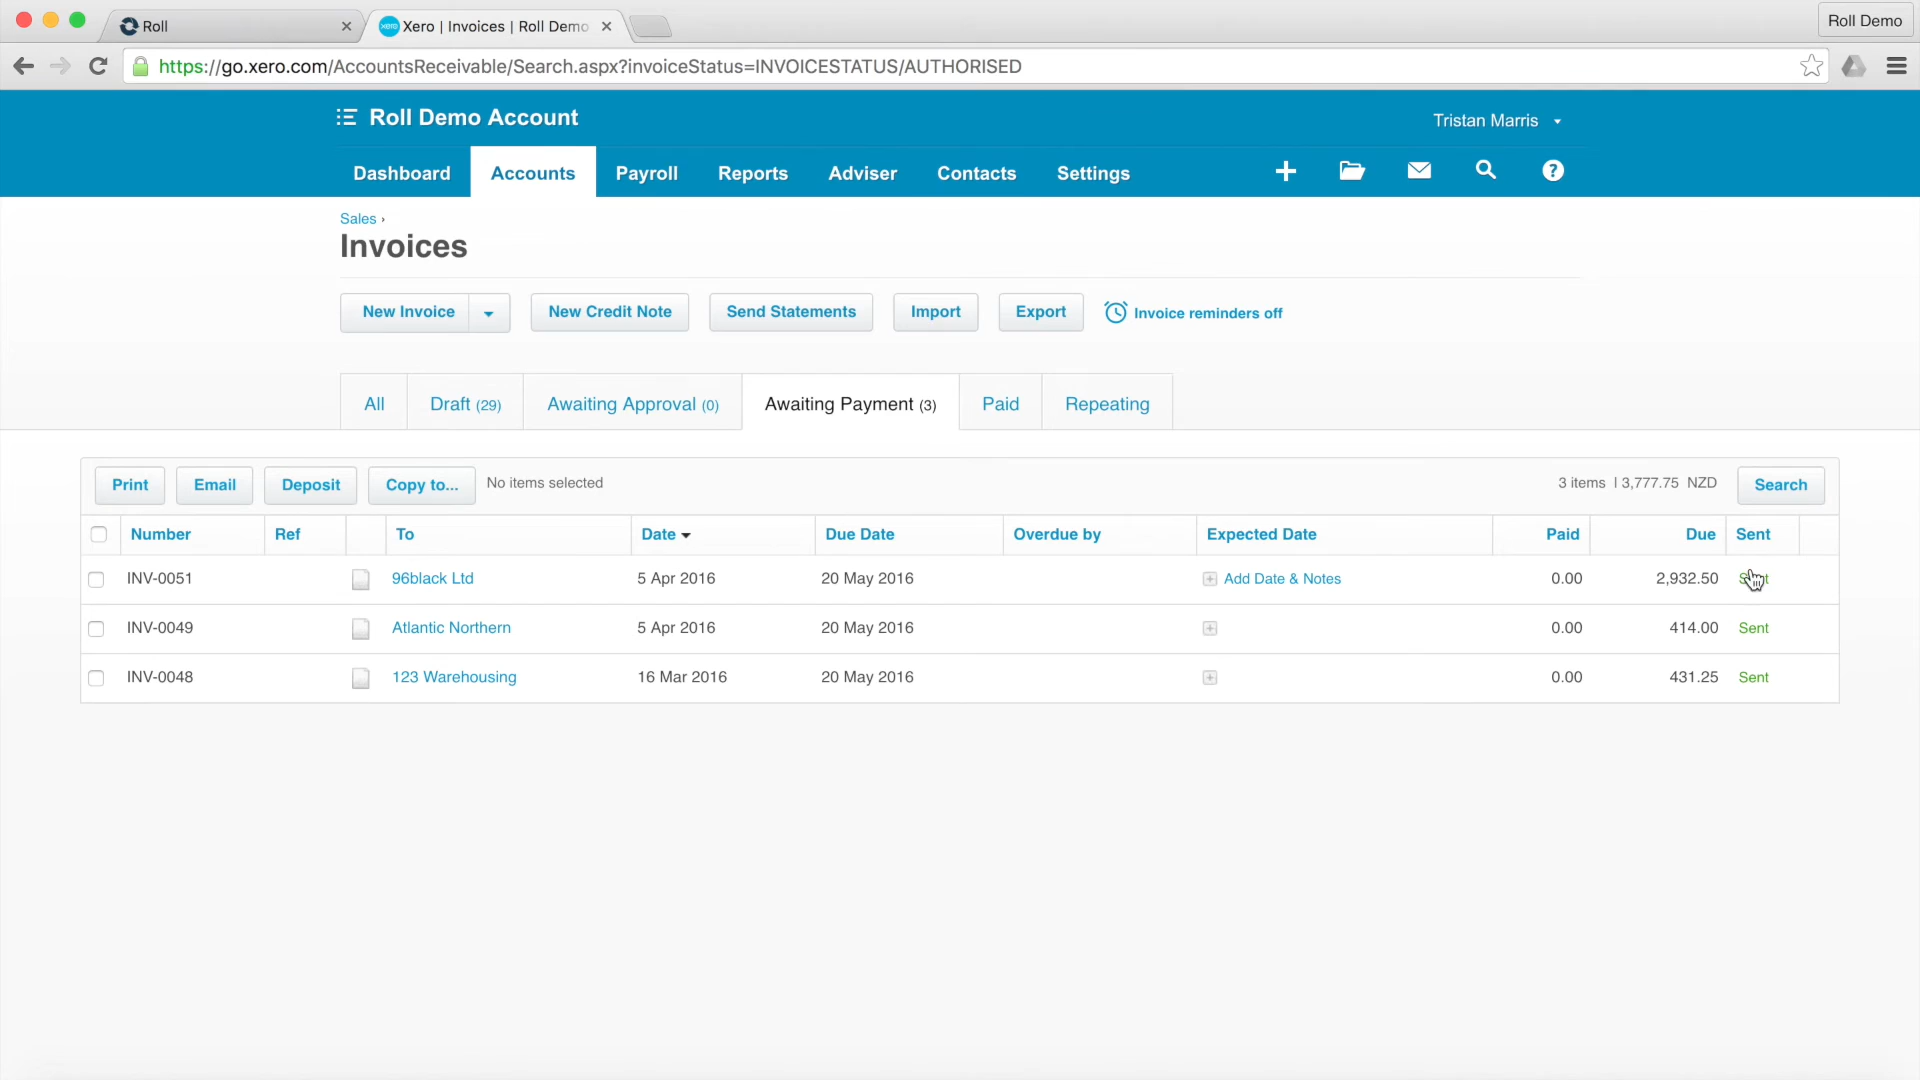 Roll
Xero | Invoices | Roll Demo
Roll Demo
https://go.xero.com/AccountsReceivable/Search.aspx?invoiceStatus=INVOICESTATUS/AUTHORISED
Roll Demo Account
Tristan Marris
Dashboard Accounts Payroll Reports Adviser Contacts Settings
Sales ›
Invoices
New Invoice New Credit Note Send Statements Import Export Invoice reminders off
All Draft (29) Awaiting Approval (0) Awaiting Payment (3) Paid Repeating
Print Email Deposit Copy to... No items selected 3 items | 3,777.75 NZD Search
Number Ref To Date Due Date Overdue by Expected Date Paid Due Sent
INV-0051 96black Ltd 5 Apr 2016 20 May 2016 Add Date & Notes 0.00 2,932.50
INV-0049 Atlantic Northern 5 Apr 2016 20 May 2016 0.00 414.00 Sent
INV-0048 123 Warehousing 16 Mar 2016 20 May 2016 0.00 431.25 Sent